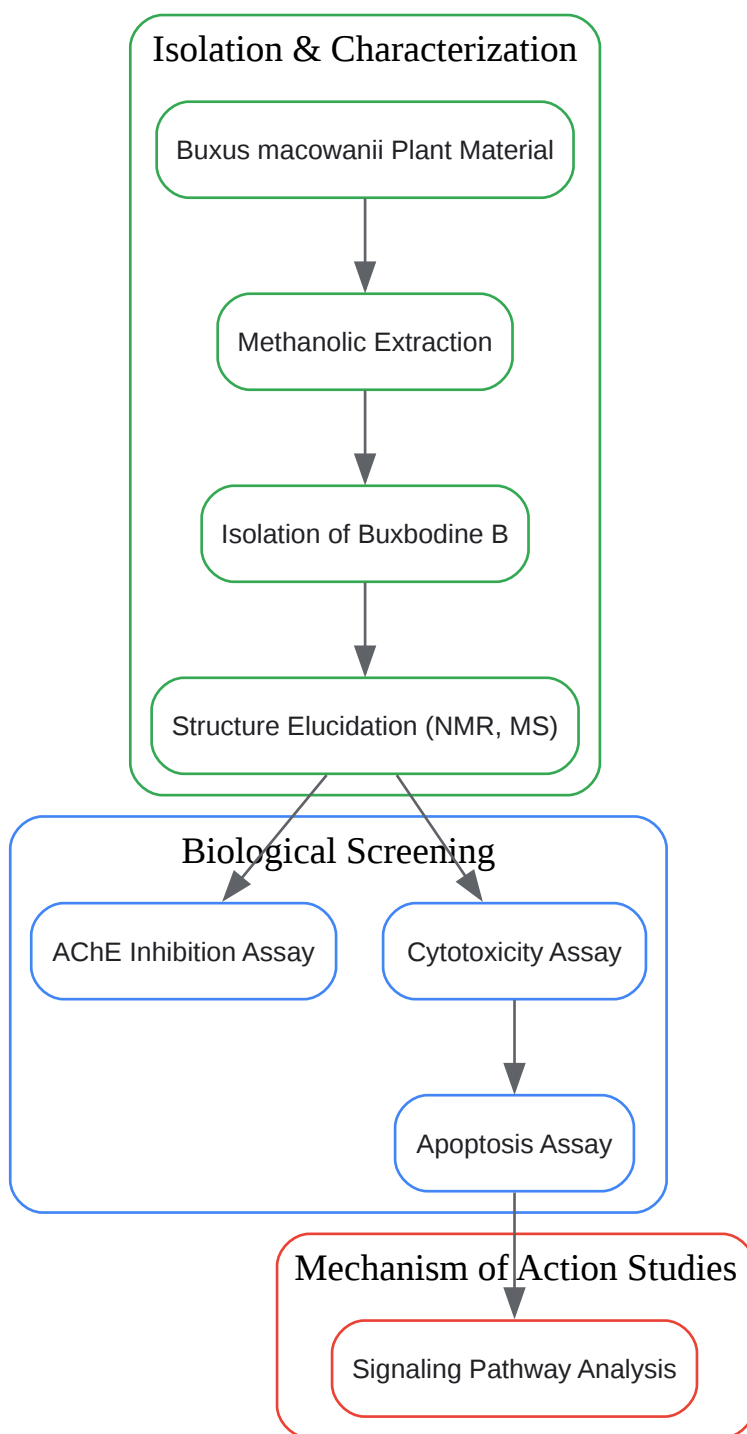 Isolation & Characterization
Buxus macowanii Plant Material
Methanolic Extraction
Isolation of Buxbodine B
Structure Elucidation (NMR, MS)
Biological Screening
AChE Inhibition Assay
Cytotoxicity Assay
Apoptosis Assay
Mechanism of Action Studies
Signaling Pathway Analysis